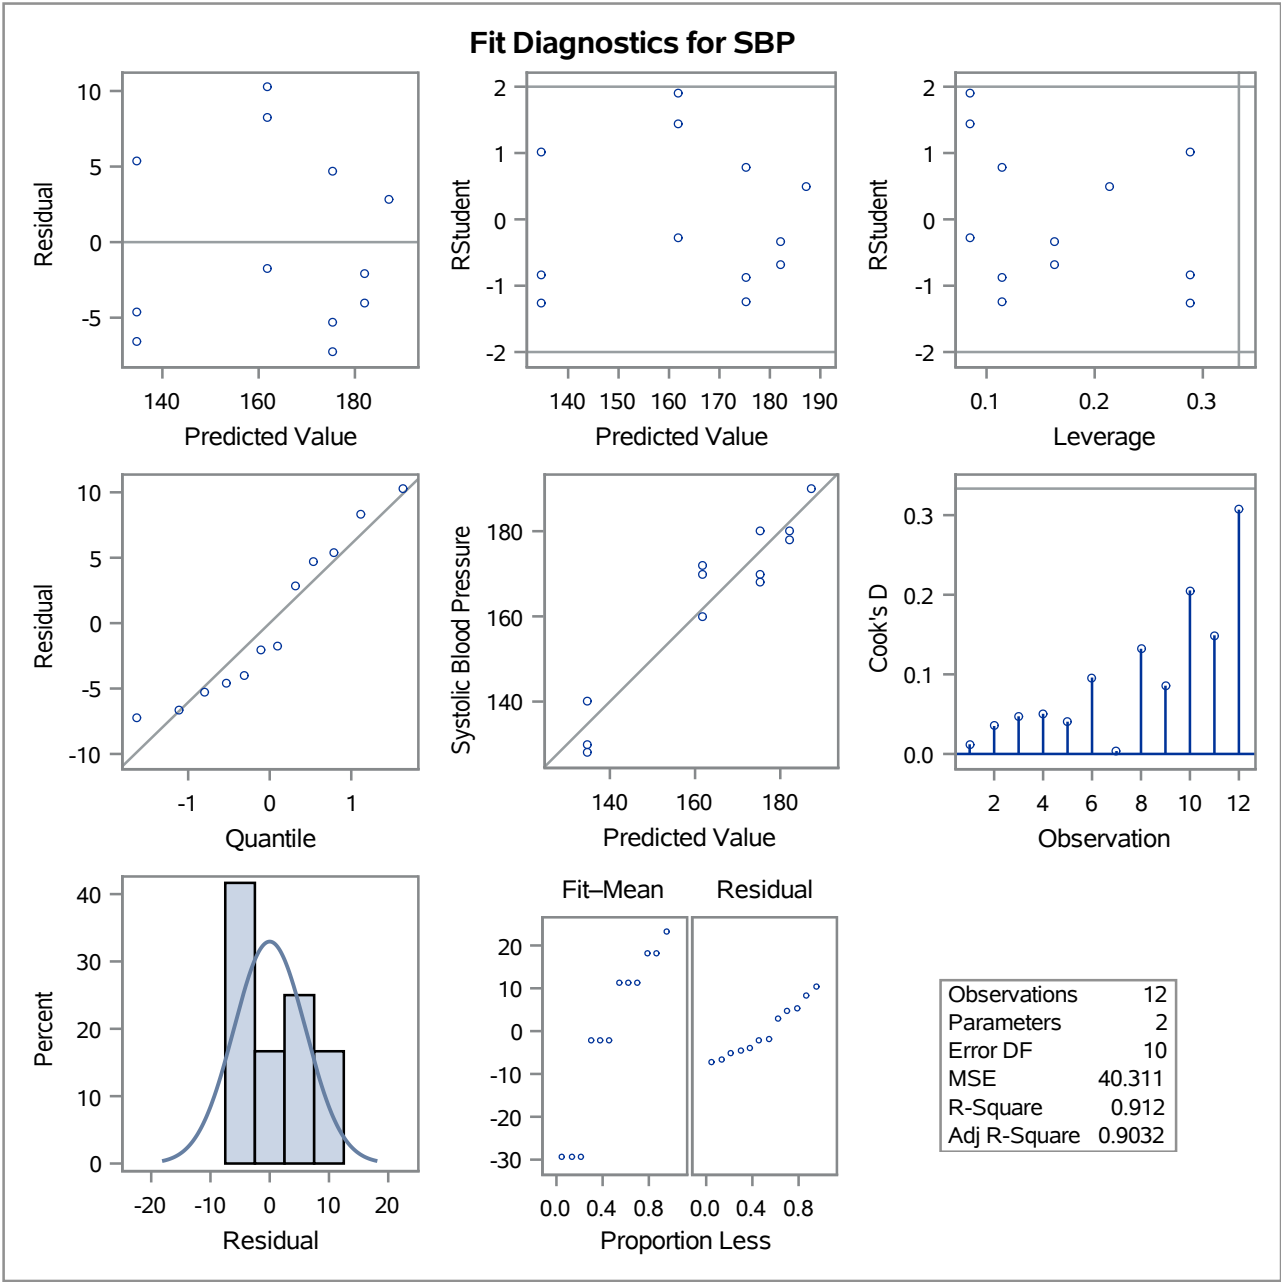 Fit Diagnostics for SBP
10
5
0
-5
Residual
140 160 180
Predicted Value
2
1
0
-1
-2
RStudent
140 150 160 170 180 190
Predicted Value
2
1
0
-1
-2
RStudent
0.1 0.2 0.3
Leverage
10
5
0
-5
-10
Residual
-1 0 1
Quantile
180
160
140
Systolic Blood Pressure
140 160 180
Predicted Value
0.3
0.2
0.1
0.0
Cook's D
2 4 6 8 10 12
Observation
40
30
20
10
0
Percent
-20 -10 0 10 20
Residual
Fit–Mean Residual
20
10
0
-10
-20
-30
0.0 0.4 0.8 0.0 0.4 0.8
Proportion Less
Observations 12
Parameters 2
Error DF 10
MSE 40.311
R-Square 0.912
Adj R-Square 0.9032